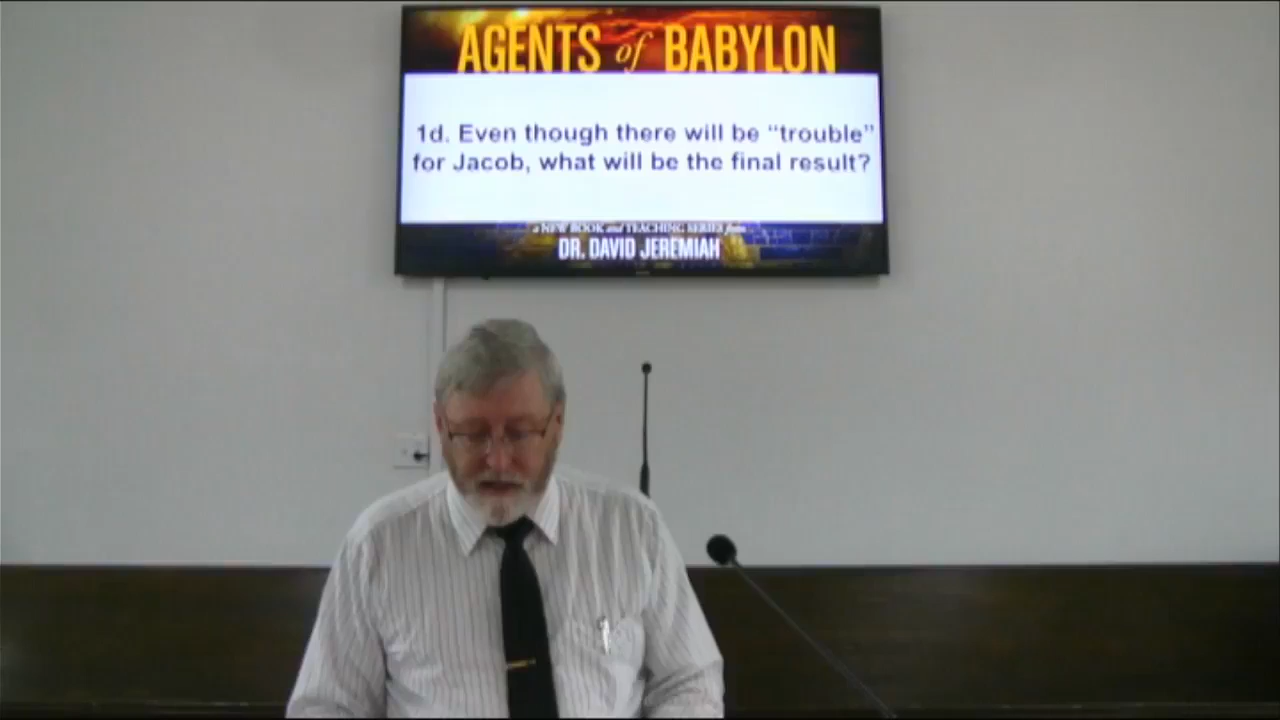 AGENTS of BABYLON
1d. Even though there will be “trouble”
for Jacob, what will be the final result?
a NEW BOOK and TEACHING SERIES from
DR. DAVID JEREMIAH